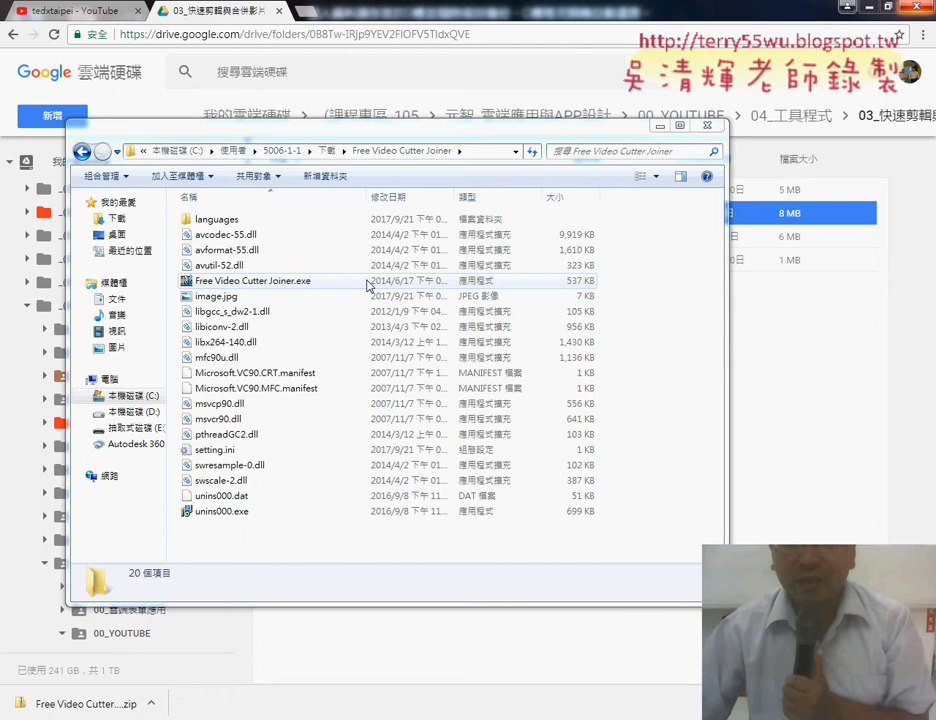 tedxtaipei - YouTube
03_快速剪輯與合併影片
安全
https://drive.google.com/drive/folders/0B8Tw-IRjp9YEV2FIOFV5TFdxQVE
http://terry55wu.blogspot.tw
吳清輝老師錄製
Google 雲端硬碟
搜尋雲端硬碟
新增
我的雲端硬碟
(課程專區_105
元智_雲端應用與APP設計
00_YOUTUBE
04_工具程式
03_快速剪輯與
檔案大小
5 MB
8 MB
6 MB
1 MB
« 本機磁碟 (C:) 使用者 5006-1-1 下載 Free Video Cutter Joiner
搜尋 Free Video Cutter Joiner
組合管理 加入至媒體櫃 共用對象 新增資料夾
我的最愛
下載
桌面
最近的位置
媒體櫃
文件
音樂
視訊
圖片
電腦
本機磁碟 (C:)
本機磁碟 (D:)
抽取式磁碟 (E:
Autodesk 360
網路
名稱 修改日期 類型 大小
languages 2017/9/21 下午 0... 檔案資料夾
avcodec-55.dll 2014/4/2 下午 01... 應用程式擴充 9,919 KB
avformat-55.dll 2014/4/2 下午 01... 應用程式擴充 1,610 KB
avutil-52.dll 2014/4/2 下午 01... 應用程式擴充 323 KB
Free Video Cutter Joiner.exe 2014/6/17 下午 0... 應用程式 537 KB
image.jpg 2017/9/21 下午 0... JPEG 影像 7 KB
libgcc_s_dw2-1.dll 2012/1/9 下午 04... 應用程式擴充 105 KB
libiconv-2.dll 2013/4/3 下午 02... 應用程式擴充 956 KB
libx264-140.dll 2014/3/12 上午 1... 應用程式擴充 1,430 KB
mfc90u.dll 2007/11/7 下午 0... 應用程式擴充 1,136 KB
Microsoft.VC90.CRT.manifest 2007/11/7 下午 0... MANIFEST 檔案 1 KB
Microsoft.VC90.MFC.manifest 2007/11/7 下午 0... MANIFEST 檔案 1 KB
msvcp90.dll 2007/11/7 下午 0... 應用程式擴充 556 KB
msvcr90.dll 2007/11/7 下午 0... 應用程式擴充 641 KB
pthreadGC2.dll 2014/3/12 上午 0... 應用程式擴充 103 KB
setting.ini 2017/9/21 下午 0... 組態設定 1 KB
swresample-0.dll 2014/4/2 下午 01... 應用程式擴充 102 KB
swscale-2.dll 2014/4/2 下午 01... 應用程式擴充 387 KB
unins000.dat 2016/9/8 下午 11... DAT 檔案 51 KB
unins000.exe 2016/9/8 下午 11... 應用程式 699 KB
20 個項目
00_雲端表單應用
00_YOUTUBE
已使用 241 GB，共 1 TB
Free Video Cutter....zip